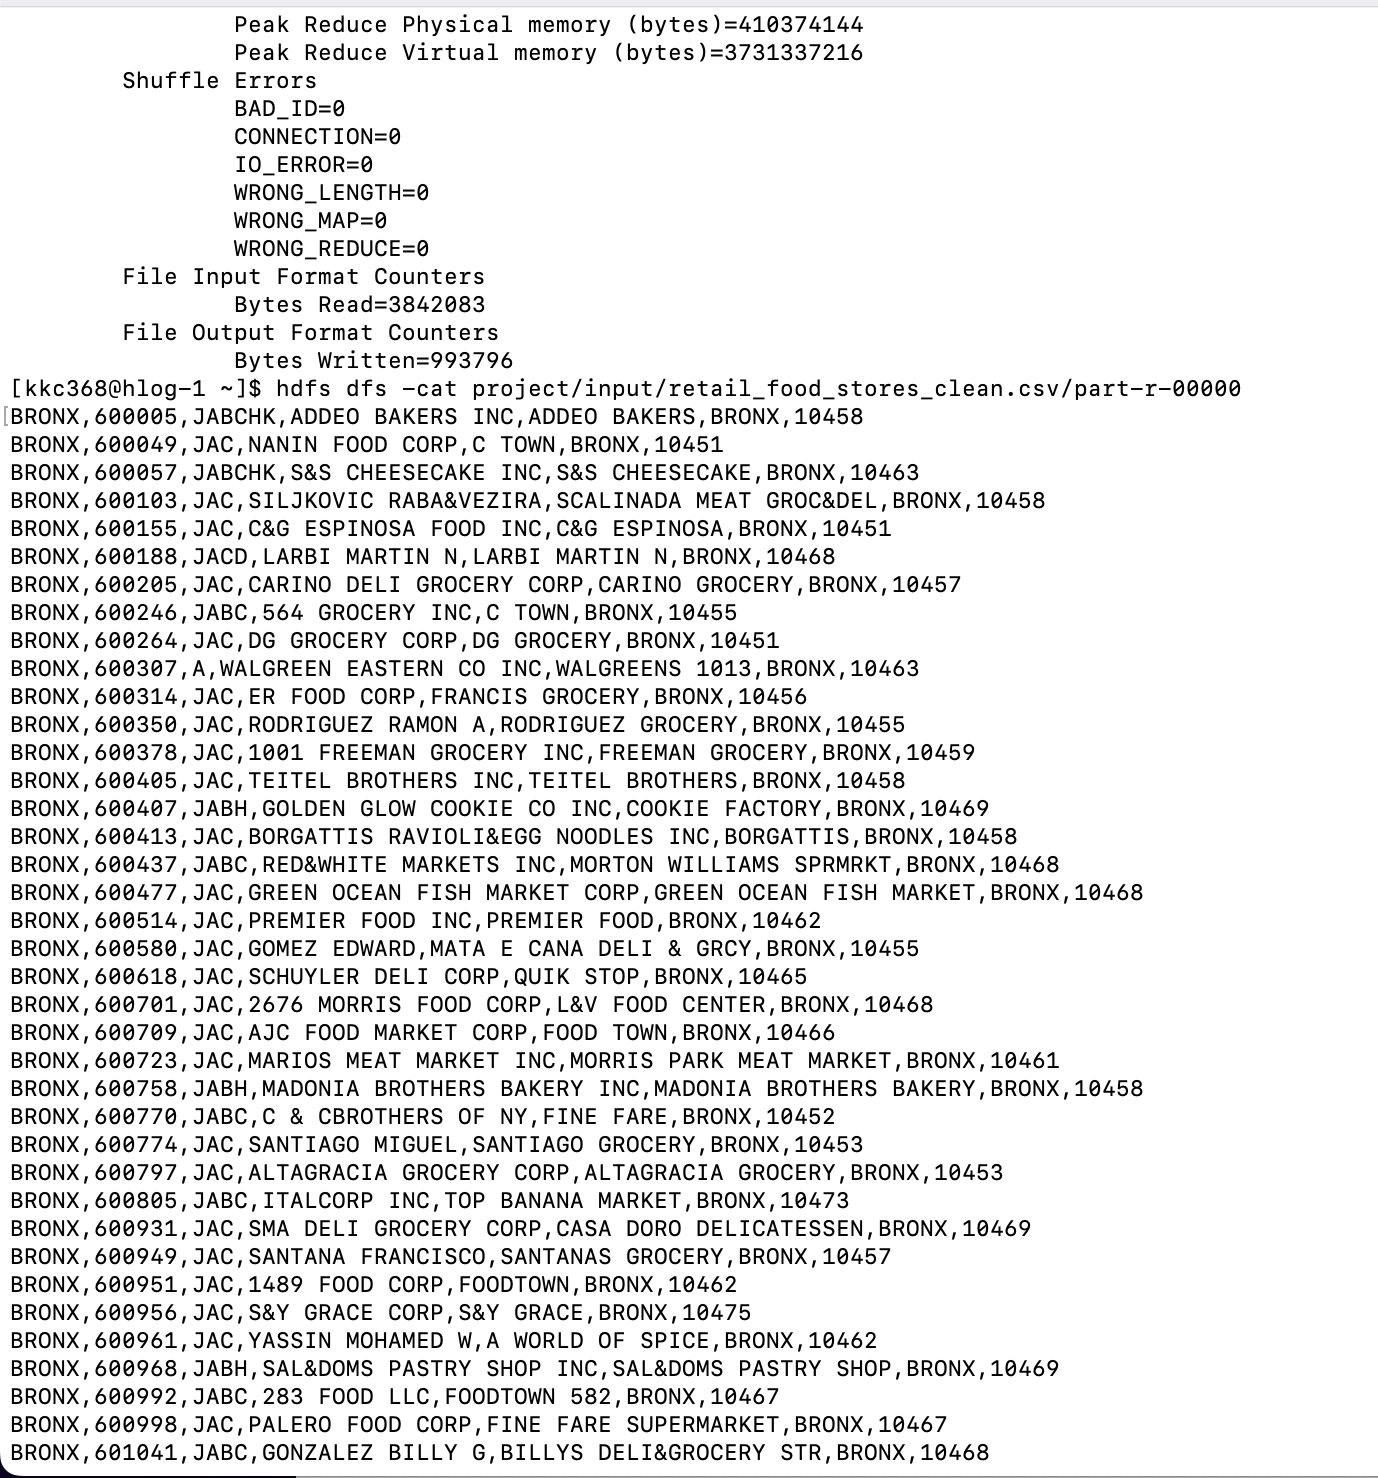 Peak Reduce Physical memory (bytes)=410374144
Peak Reduce Virtual memory (bytes)=3731337216
Shuffle Errors
BAD_ID=0
CONNECTION=0
IO_ERROR=0
WRONG_LENGTH=0
WRONG_MAP=0
WRONG_REDUCE=0
File Input Format Counters
Bytes Read=3842083
File Output Format Counters
Bytes Written=993796
[kkc368@hlog-1 ~]$ hdfs dfs -cat project/input/retail_food_stores_clean.csv/part-r-00000
BRONX,600005,JABCHK,ADDEO BAKERS INC,ADDEO BAKERS,BRONX,10458
BRONX,600049,JAC,NANIN FOOD CORP,C TOWN,BRONX,10451
BRONX,600057,JABCHK,S&S CHEESECAKE INC,S&S CHEESECAKE,BRONX,10463
BRONX,600103,JAC,SILJKOVIC RABA&VEZIRA,SCALINADA MEAT GROC&DEL,BRONX,10458
BRONX,600155,JAC,C&G ESPINOSA FOOD INC,C&G ESPINOSA,BRONX,10451
BRONX,600188,JACD,LARBI MARTIN N,LARBI MARTIN N,BRONX,10468
BRONX,600205,JAC,CARINO DELI GROCERY CORP,CARINO GROCERY,BRONX,10457
BRONX,600246,JABC,564 GROCERY INC,C TOWN,BRONX,10455
BRONX,600264,JAC,DG GROCERY CORP,DG GROCERY,BRONX,10451
BRONX,600307,A,WALGREEN EASTERN CO INC,WALGREENS 1013,BRONX,10463
BRONX,600314,JAC,ER FOOD CORP,FRANCIS GROCERY,BRONX,10456
BRONX,600350,JAC,RODRIGUEZ RAMON A,RODRIGUEZ GROCERY,BRONX,10455
BRONX,600378,JAC,1001 FREEMAN GROCERY INC,FREEMAN GROCERY,BRONX,10459
BRONX,600405,JAC,TEITEL BROTHERS INC,TEITEL BROTHERS,BRONX,10458
BRONX,600407,JABH,GOLDEN GLOW COOKIE CO INC,COOKIE FACTORY,BRONX,10469
BRONX,600413,JAC,BORGATTIS RAVIOLI&EGG NOODLES INC,BORGATTIS,BRONX,10458
BRONX,600437,JABC,RED&WHITE MARKETS INC,MORTON WILLIAMS SPRMRKT,BRONX,10468
BRONX,600477,JAC,GREEN OCEAN FISH MARKET CORP,GREEN OCEAN FISH MARKET,BRONX,10468
BRONX,600514,JAC,PREMIER FOOD INC,PREMIER FOOD,BRONX,10462
BRONX,600580,JAC,GOMEZ EDWARD,MATA E CANA DELI & GRCY,BRONX,10455
BRONX,600618,JAC,SCHUYLER DELI CORP,QUIK STOP,BRONX,10465
BRONX,600701,JAC,2676 MORRIS FOOD CORP,L&V FOOD CENTER,BRONX,10468
BRONX,600709,JAC,AJC FOOD MARKET CORP,FOOD TOWN,BRONX,10466
BRONX,600723,JAC,MARIOS MEAT MARKET INC,MORRIS PARK MEAT MARKET,BRONX,10461
BRONX,600758,JABH,MADONIA BROTHERS BAKERY INC,MADONIA BROTHERS BAKERY,BRONX,10458
BRONX,600770,JABC,C & CBROTHERS OF NY,FINE FARE,BRONX,10452
BRONX,600774,JAC,SANTIAGO MIGUEL,SANTIAGO GROCERY,BRONX,10453
BRONX,600797,JAC,ALTAGRACIA GROCERY CORP,ALTAGRACIA GROCERY,BRONX,10453
BRONX,600805,JABC,ITALCORP INC,TOP BANANA MARKET,BRONX,10473
BRONX,600931,JAC,SMA DELI GROCERY CORP,CASA DORO DELICATESSEN,BRONX,10469
BRONX,600949,JAC,SANTANA FRANCISCO,SANTANAS GROCERY,BRONX,10457
BRONX,600951,JAC,1489 FOOD CORP,FOODTOWN,BRONX,10462
BRONX,600956,JAC,S&Y GRACE CORP,S&Y GRACE,BRONX,10475
BRONX,600961,JAC,YASSIN MOHAMED W,A WORLD OF SPICE,BRONX,10462
BRONX,600968,JABH,SAL&DOMS PASTRY SHOP INC,SAL&DOMS PASTRY SHOP,BRONX,10469
BRONX,600992,JABC,283 FOOD LLC,FOODTOWN 582,BRONX,10467
BRONX,600998,JAC,PALERO FOOD CORP,FINE FARE SUPERMARKET,BRONX,10467
BRONX,601041,JABC,GONZALEZ BILLY G,BILLYS DELI&GROCERY STR,BRONX,10468